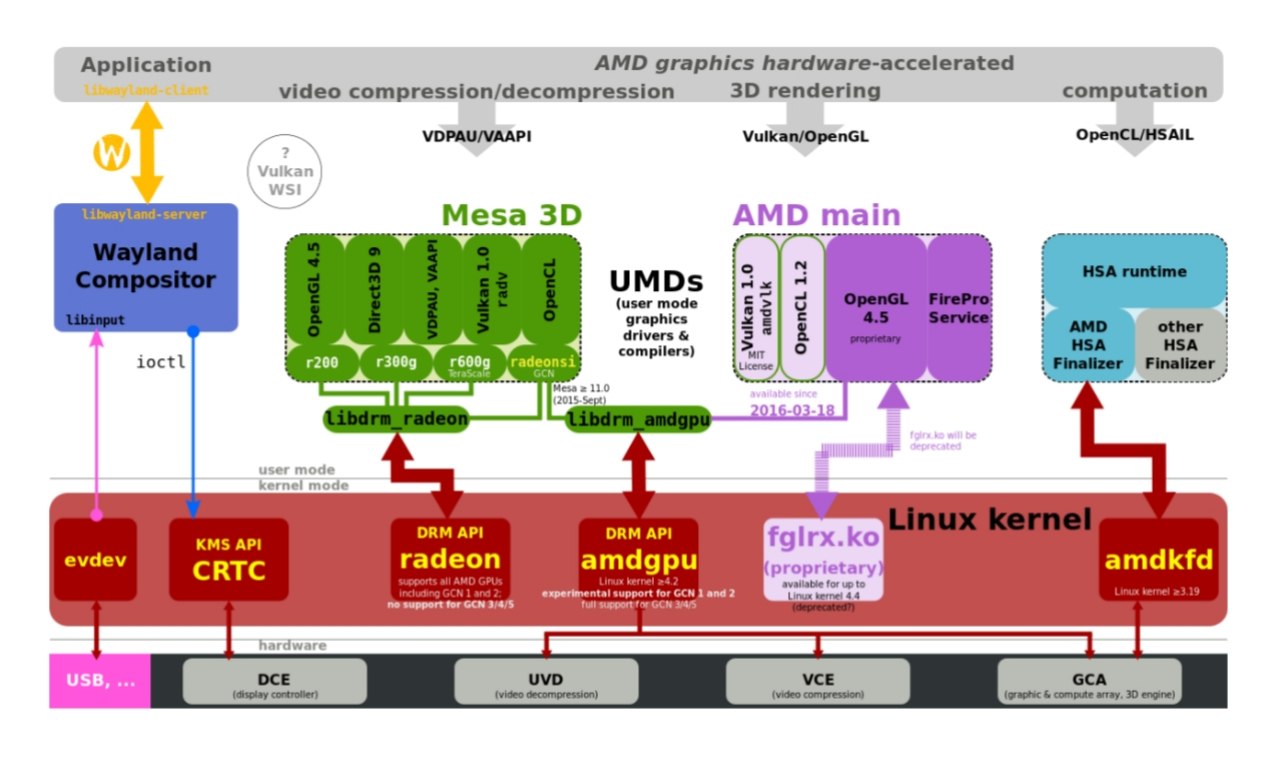 Application
libwayland-client
AMD graphics hardware-accelerated
video compression/decompression
3D rendering
computation
VDPAU/VAAPI
Vulkan/OpenGL
OpenCL/HSAIL
W
?
Vulkan
WSI
libwayland-server
Wayland
Compositor
libinput
ioctl
Mesa 3D
OpenGL 4.5
Direct3D 9
VDPAU, VAAPI
Vulkan 1.0
radv
OpenCL
r200
r300g
r600g
TeraScale
radeonsi
GCN
Mesa ≥ 11.0
(2015-Sept)
libdrm_radeon
libdrm_amdgpu
UMDs
(user mode
graphics
drivers &
compilers)
AMD main
Vulkan 1.0
amdvlk
MIT
License
OpenCL 1.2
OpenGL
4.5
proprietary
FirePro
Service
available since
2016-03-18
fglrx.ko will be
deprecated
HSA runtime
AMD
HSA
Finalizer
other
HSA
Finalizer
user mode
kernel mode
Linux kernel
evdev
KMS API
CRTC
DRM API
radeon
supports all AMD GPUs
including GCN 1 and 2;
no support for GCN 3/4/5
DRM API
amdgpu
Linux kernel ≥4.2
experimental support for GCN 1 and 2
full support for GCN 3/4/5
fglrx.ko
(proprietary)
available for up to
Linux kernel 4.4
(deprecated?)
amdkfd
Linux kernel ≥3.19
hardware
USB, ...
DCE
(display controller)
UVD
(video decompression)
VCE
(video compression)
GCA
(graphic & compute array, 3D engine)